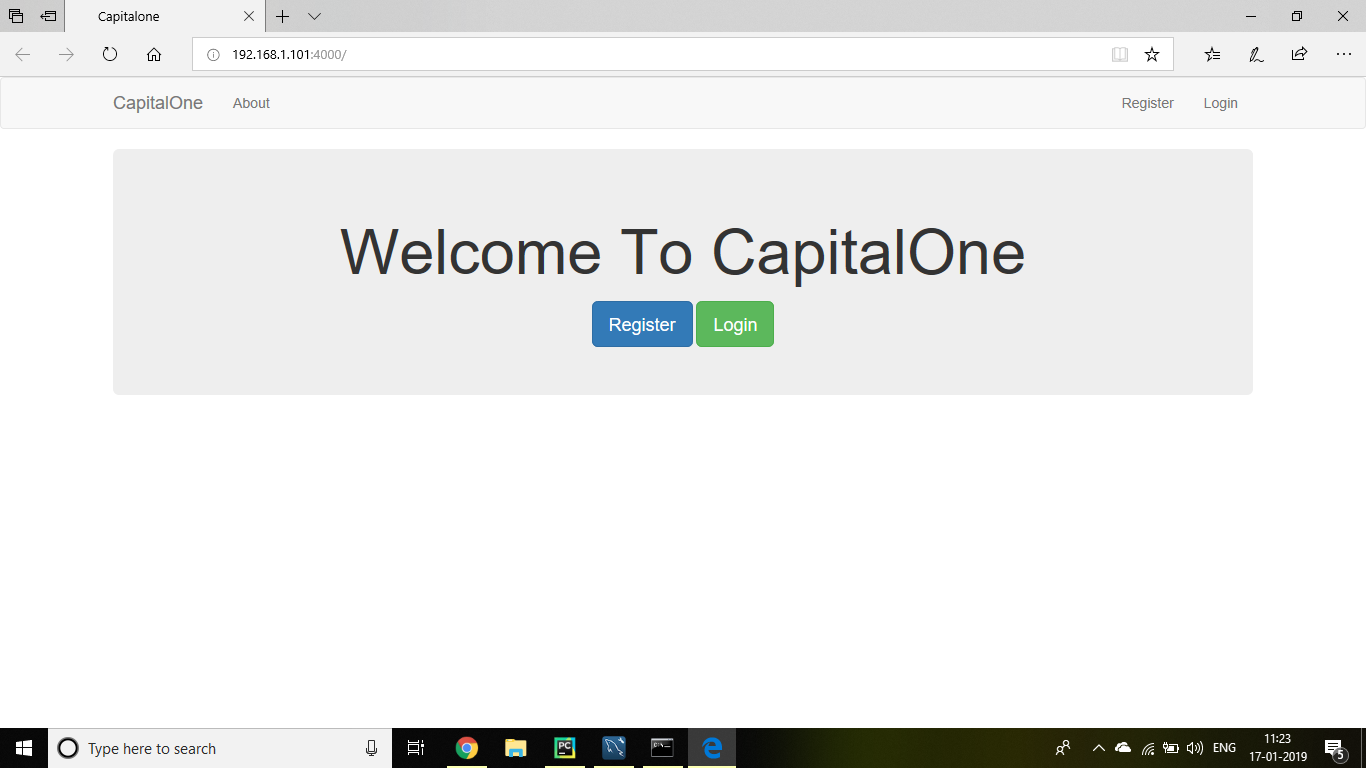 Capitalone
192.168.1.101:4000/
CapitalOne About Register Login
Welcome To CapitalOne
Register Login
Type here to search
PC
C:\.
ENG
11:23
17-01-2019
5